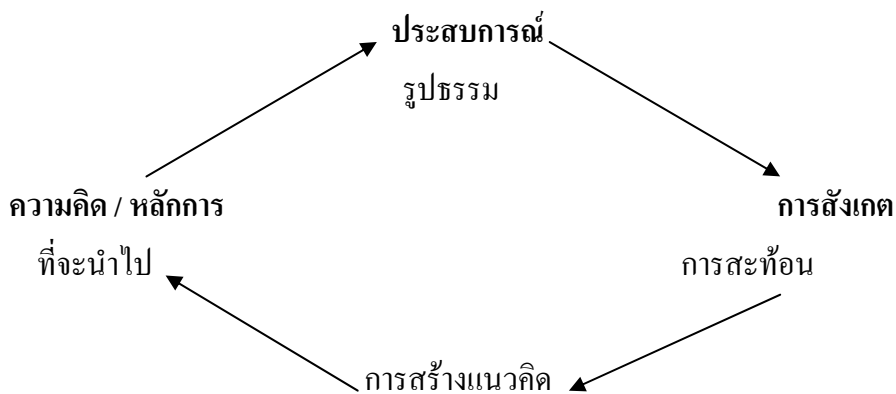 ประสบการณ์
รูปธรรม
ความคิด / หลักการ
ที่จะนำไป
การสังเกต
การสะท้อน
การสร้างแนวคิด